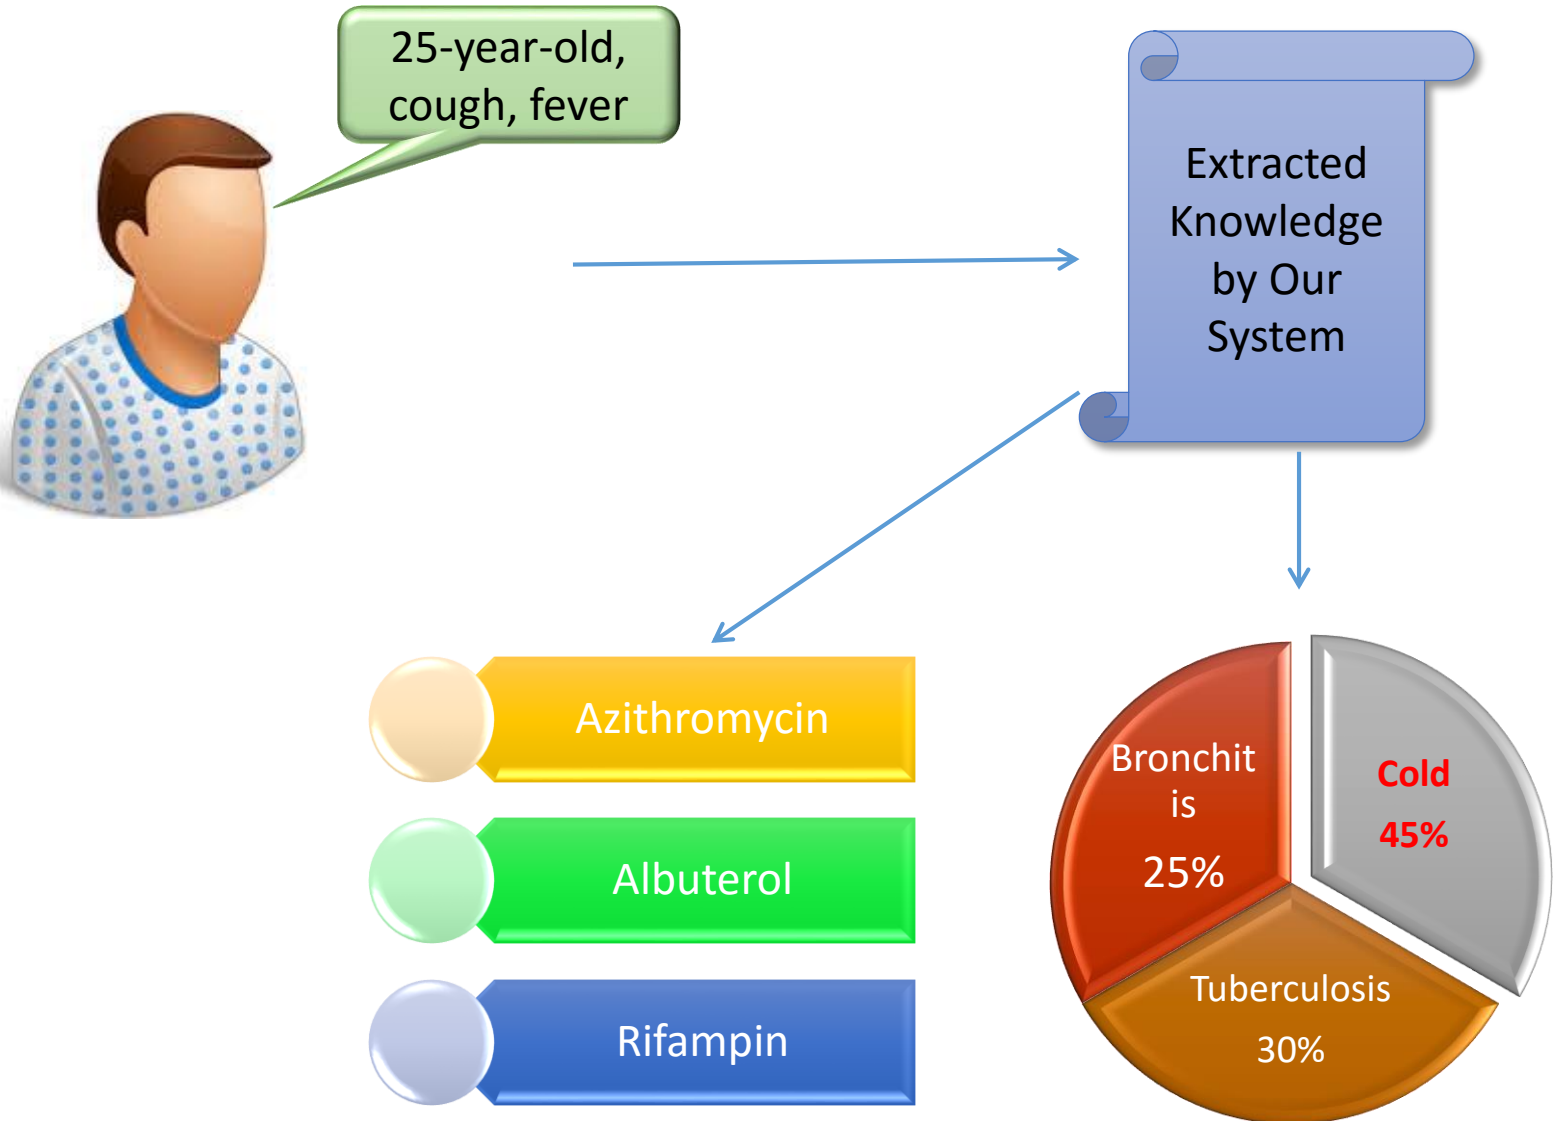 25-year-old,
cough, fever
Extracted
Knowledge
by Our
System
Azithromycin
Albuterol
Rifampin
Bronchit
is
25%
Cold
45%
Tuberculosis
30%